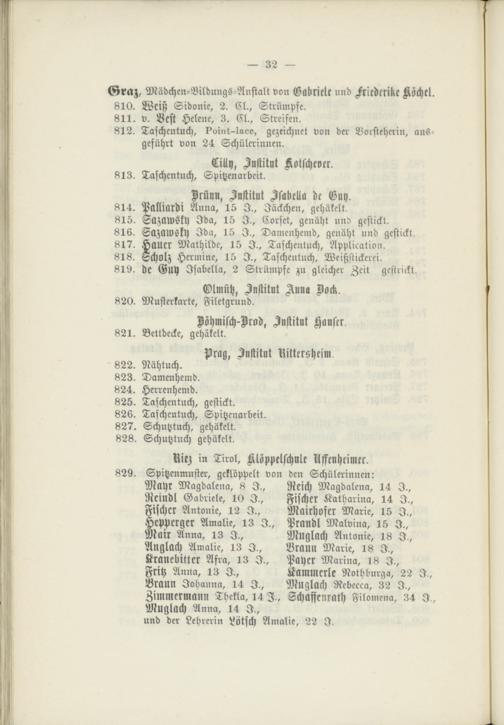 — 32 —
Graz, Mädchen-Bildungs-Anstalt von Gabriele und Friederike Köchel.
810. Weiß Sidonie, 2. Cl., Strümpfe.
811. v. Best Helene, 3. Cl., Streifen.
812. Taschentuch, Point-lace, gezeichnet von der Vorsteherin, aus-
geführt von 24 Schülerinnen.
Cilly, Institut Kotschever.
813. Taschentuch, Spitzenarbeit.
Brünn, Institut Isabella de Guy.
814. Palliardi Anna, 15 J., Jäckchen, gehäkelt.
815. Sazawsky Ida, 15 J., Corset, genäht und gestickt.
816. Sazawsky Ida, 15 J., Damenhemd, genäht und gestickt.
817. Hauer Mathilde, 15 J., Taschentuch, Application.
818. Scholz Hermine, 15 J., Taschentuch, Weißstickerei.
819. de Guy Isabella, 2 Strümpfe zu gleicher Zeit gestrickt.
Olmütz, Institut Anna Bock.
820. Musterkarte, Filetgrund.
Böhmisch-Brod, Institut Hauser.
821. Bettdecke, gehäkelt.
Prag, Institut Rittersheim.
822. Nähtuch.
823. Damenhemd.
824. Herrenhemd.
825. Taschentuch, gestickt.
826. Taschentuch, Spitzenarbeit.
827. Schutztuch, gehäkelt.
828. Schutztuch gehäkelt.
Riez in Tirol, Klöppelschule Uffenheimer.
829. Spitzenmuster, geklöppelt von den Schülerinnen:
Mayr Magdalena, 8 J., Reich Magdalena, 14 J.,
Reindl Gabriele, 10 J., Fischer Katharina, 14 J.,
Fischer Antonie, 12 J., Mairhofer Marie, 15 J.,
Hepperger Amalie, 13 J., Prandl Malvina, 15 J.,
Mair Anna, 13 J., Muglach Antonie, 18 J.,
Auglach Amalie, 13 J., Braun Marie, 18 J.,
Kranebitter Afra, 13 J., Payer Marina, 18 J.,
Fritz Anna, 13 J., Kammerle Nothburga, 22 J.,
Braun Johanna, 14 J., Muglach Rebecca, 32 J.,
Zimmermann Thekla, 14 J., Schaffenrath Filomena, 34 J.,
Muglach Anna, 14 J.,
und der Lehrerin Lötsch Amalie, 22 J.